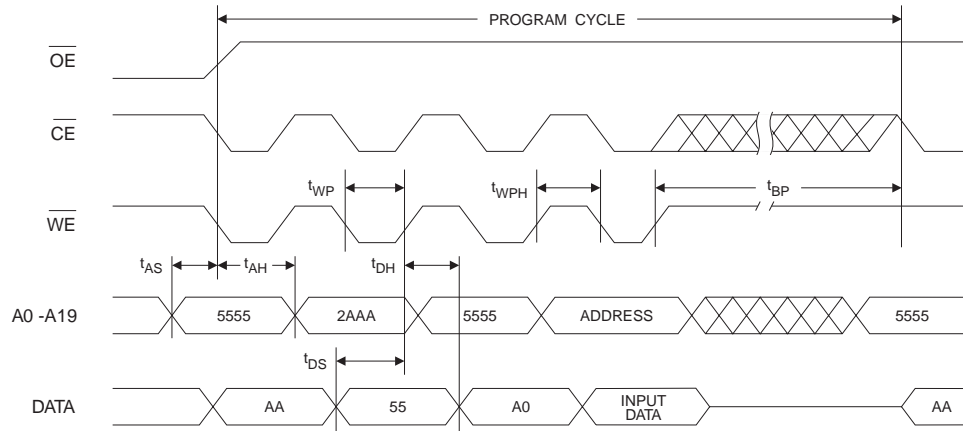 PROGRAM CYCLE
OE
CE
tWP
tWPH
tBP
WE
tAS
tAH
tDH
A0 -A19
5555
2AAA
5555
ADDRESS
5555
tDS
DATA
AA
55
A0
INPUT
DATA
AA